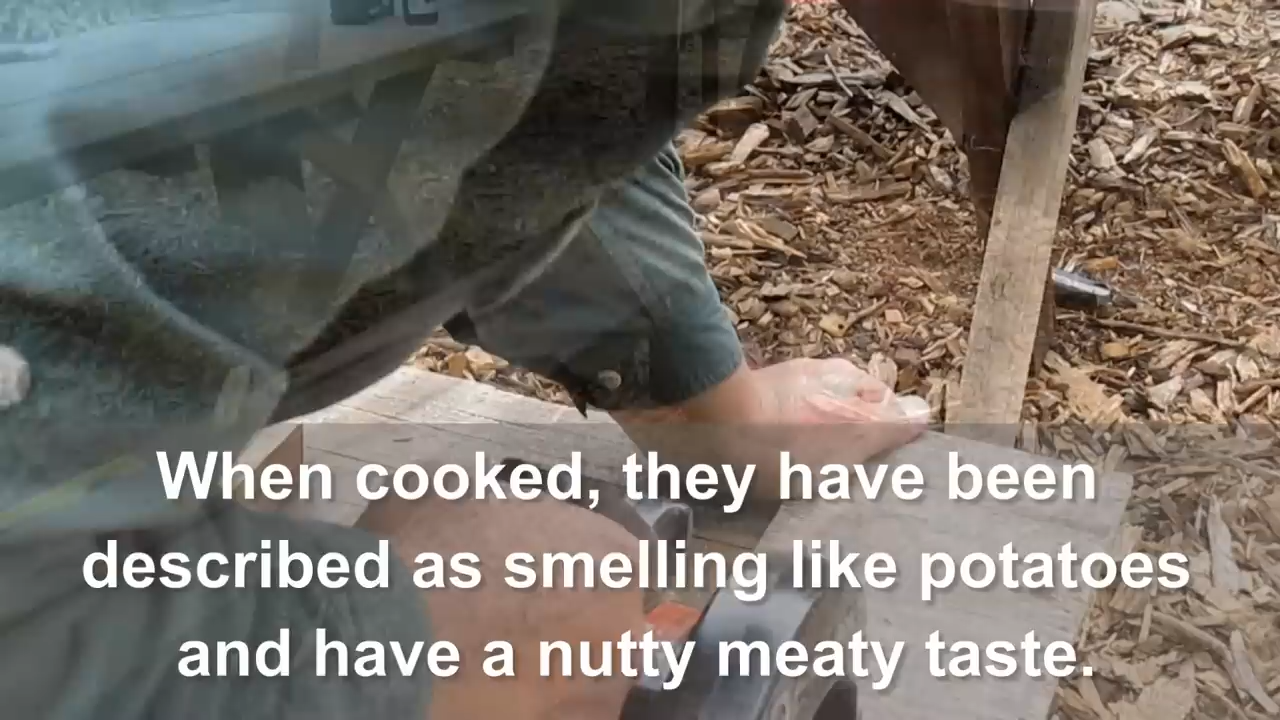 When cooked, they have been
described as smelling like potatoes
and have a nutty meaty taste.